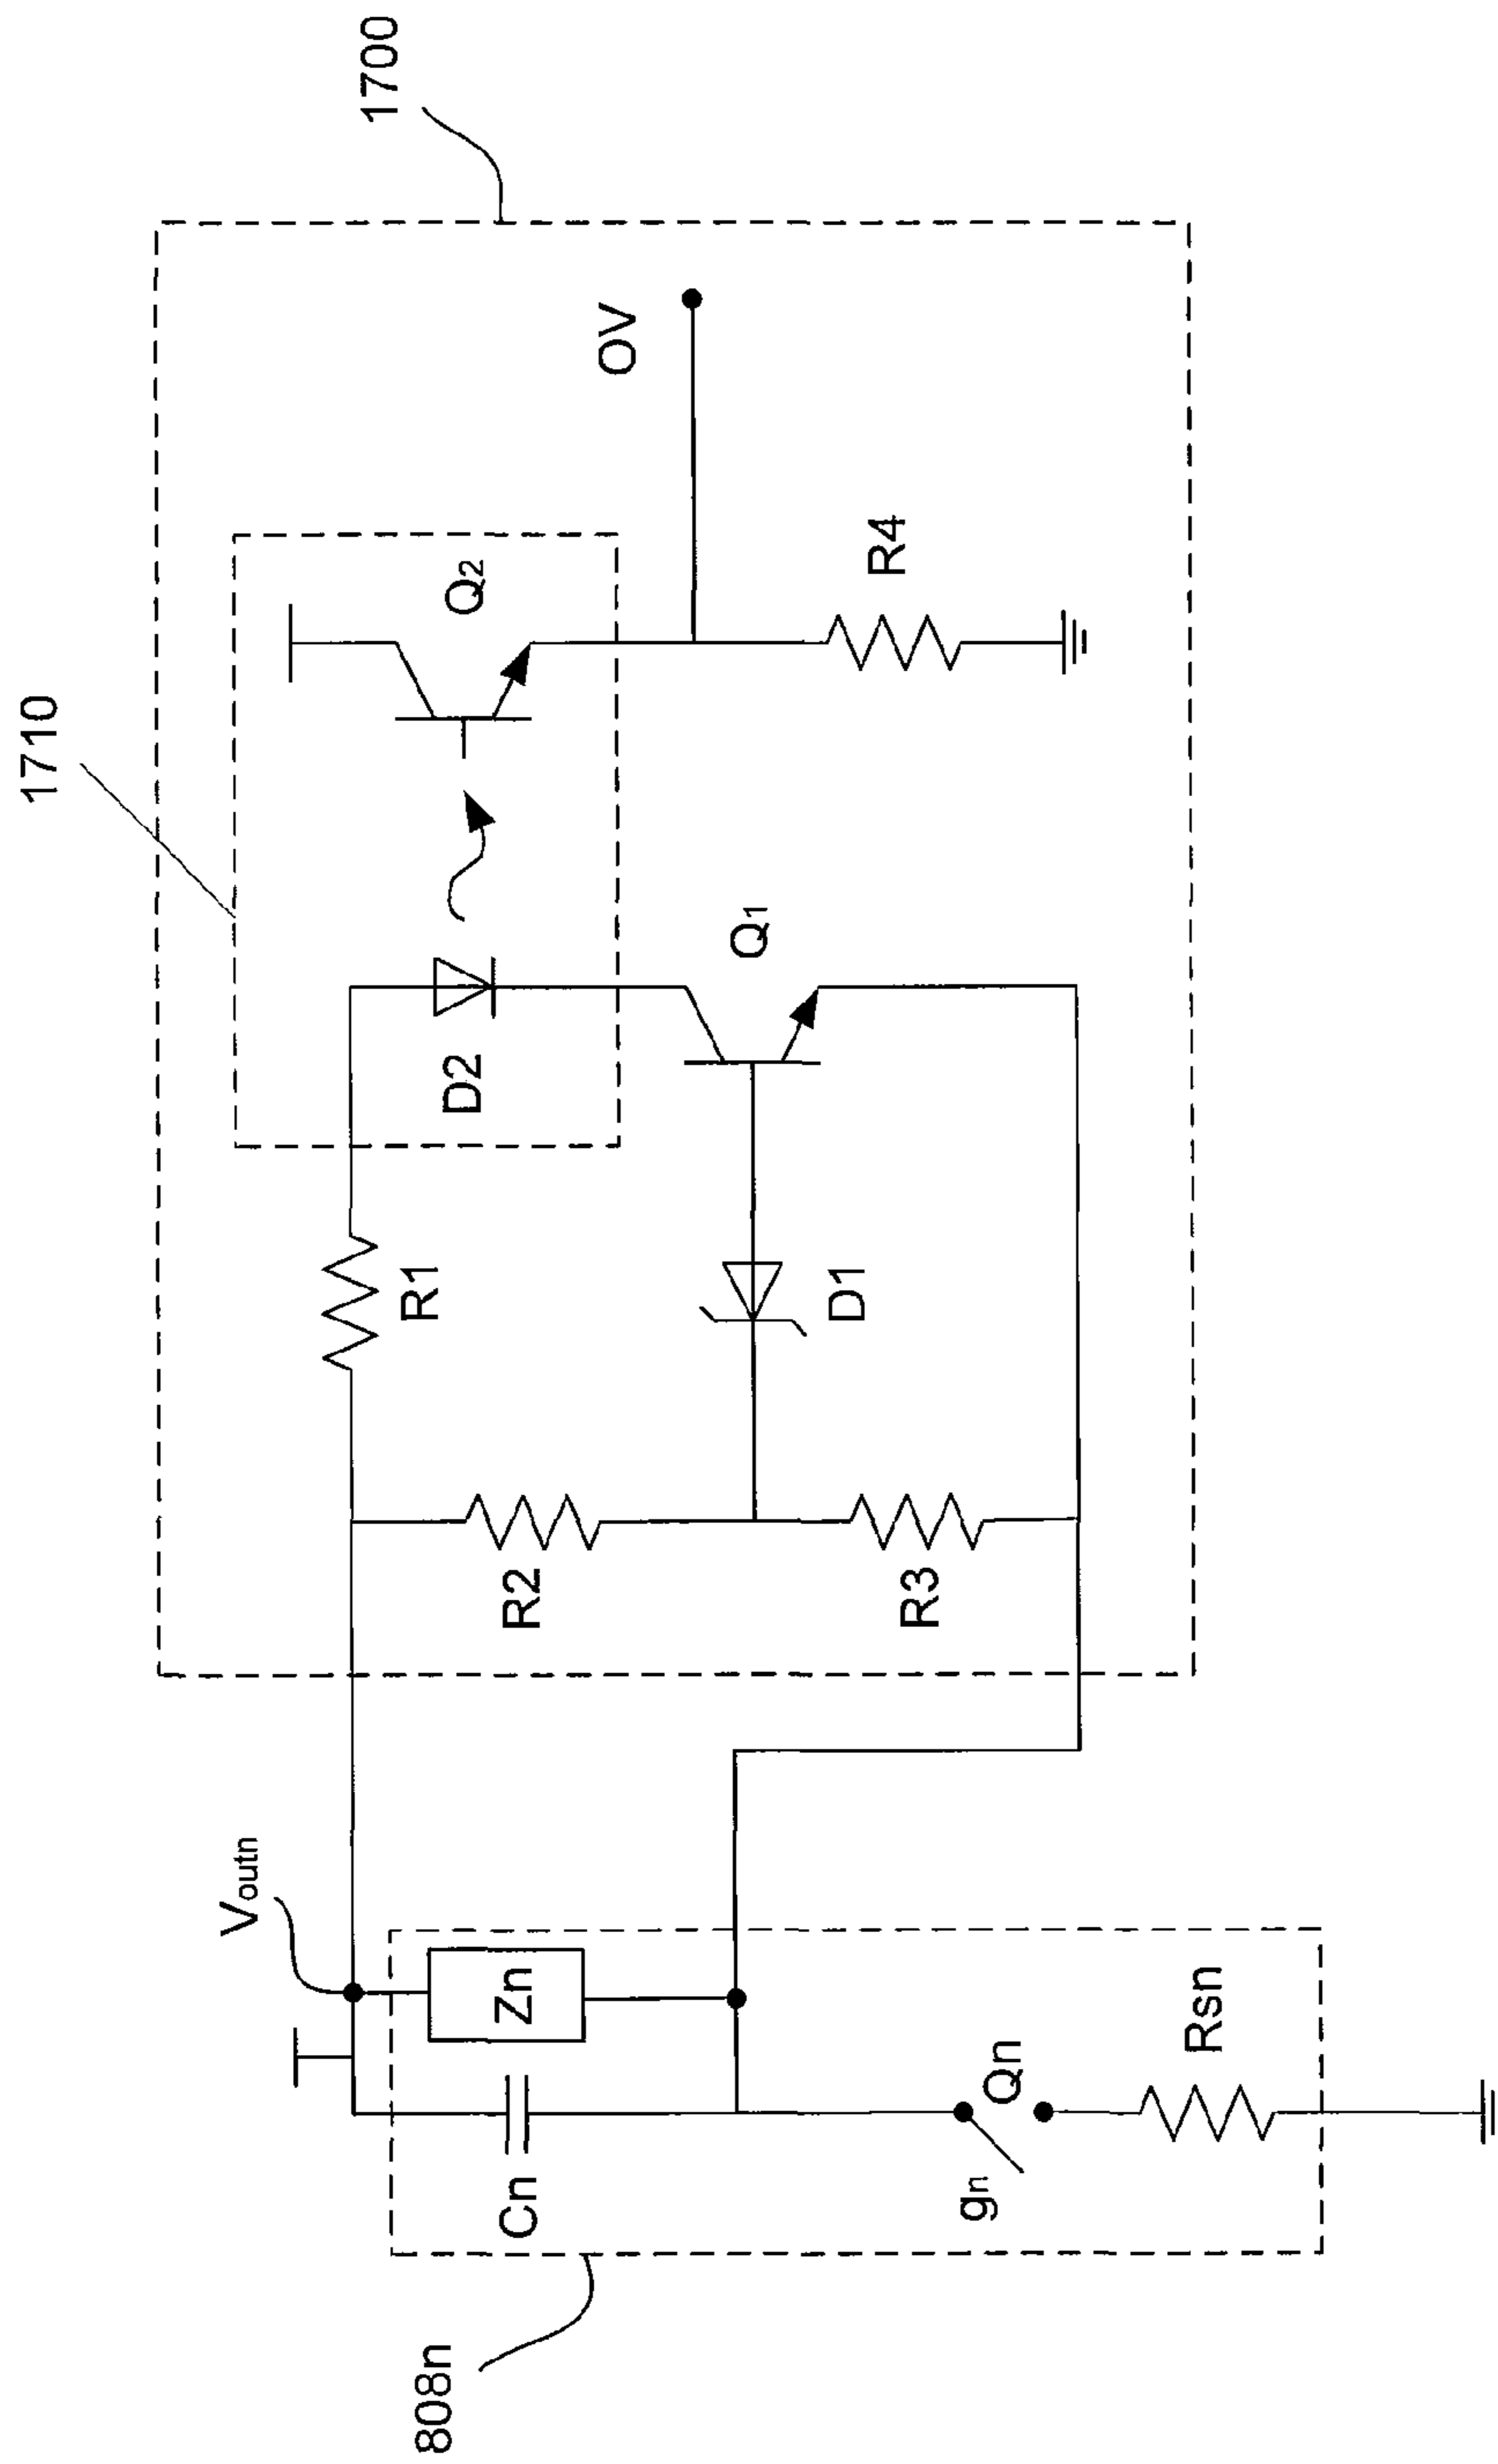 1700
1710
OV
Q2
R4
D2
Q1
R1
D1
R2
R3
Voutn
Zn
Cn
Qn
gn
Rsn
808n